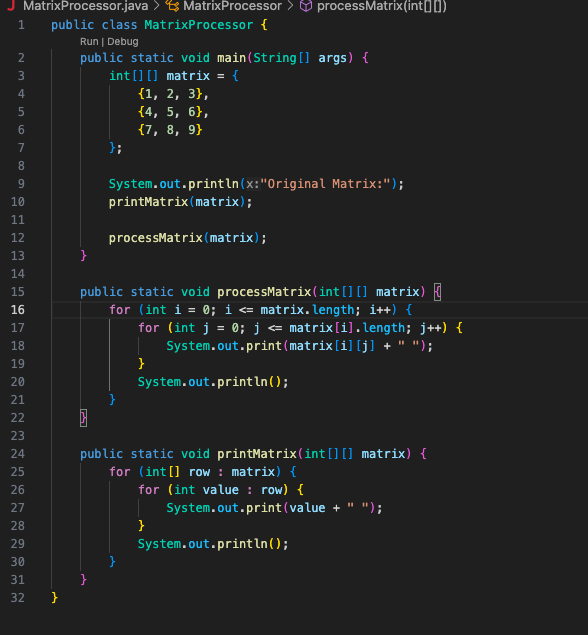 MatrixProcessor.java > MatrixProcessor > processMatrix(int[][])
1 public class MatrixProcessor {
Run | Debug
2     public static void main(String[] args) {
3         int[][] matrix = {
4             {1, 2, 3},
5             {4, 5, 6},
6             {7, 8, 9}
7         };
8
9         System.out.println(x:"Original Matrix:");
10         printMatrix(matrix);
11
12         processMatrix(matrix);
13     }
14
15     public static void processMatrix(int[][] matrix) {
16         for (int i = 0; i <= matrix.length; i++) {
17             for (int j = 0; j <= matrix[i].length; j++) {
18                 System.out.print(matrix[i][j] + " ");
19             }
20             System.out.println();
21         }
22     }
23
24     public static void printMatrix(int[][] matrix) {
25         for (int[] row : matrix) {
26             for (int value : row) {
27                 System.out.print(value + " ");
28             }
29             System.out.println();
30         }
31     }
32 }